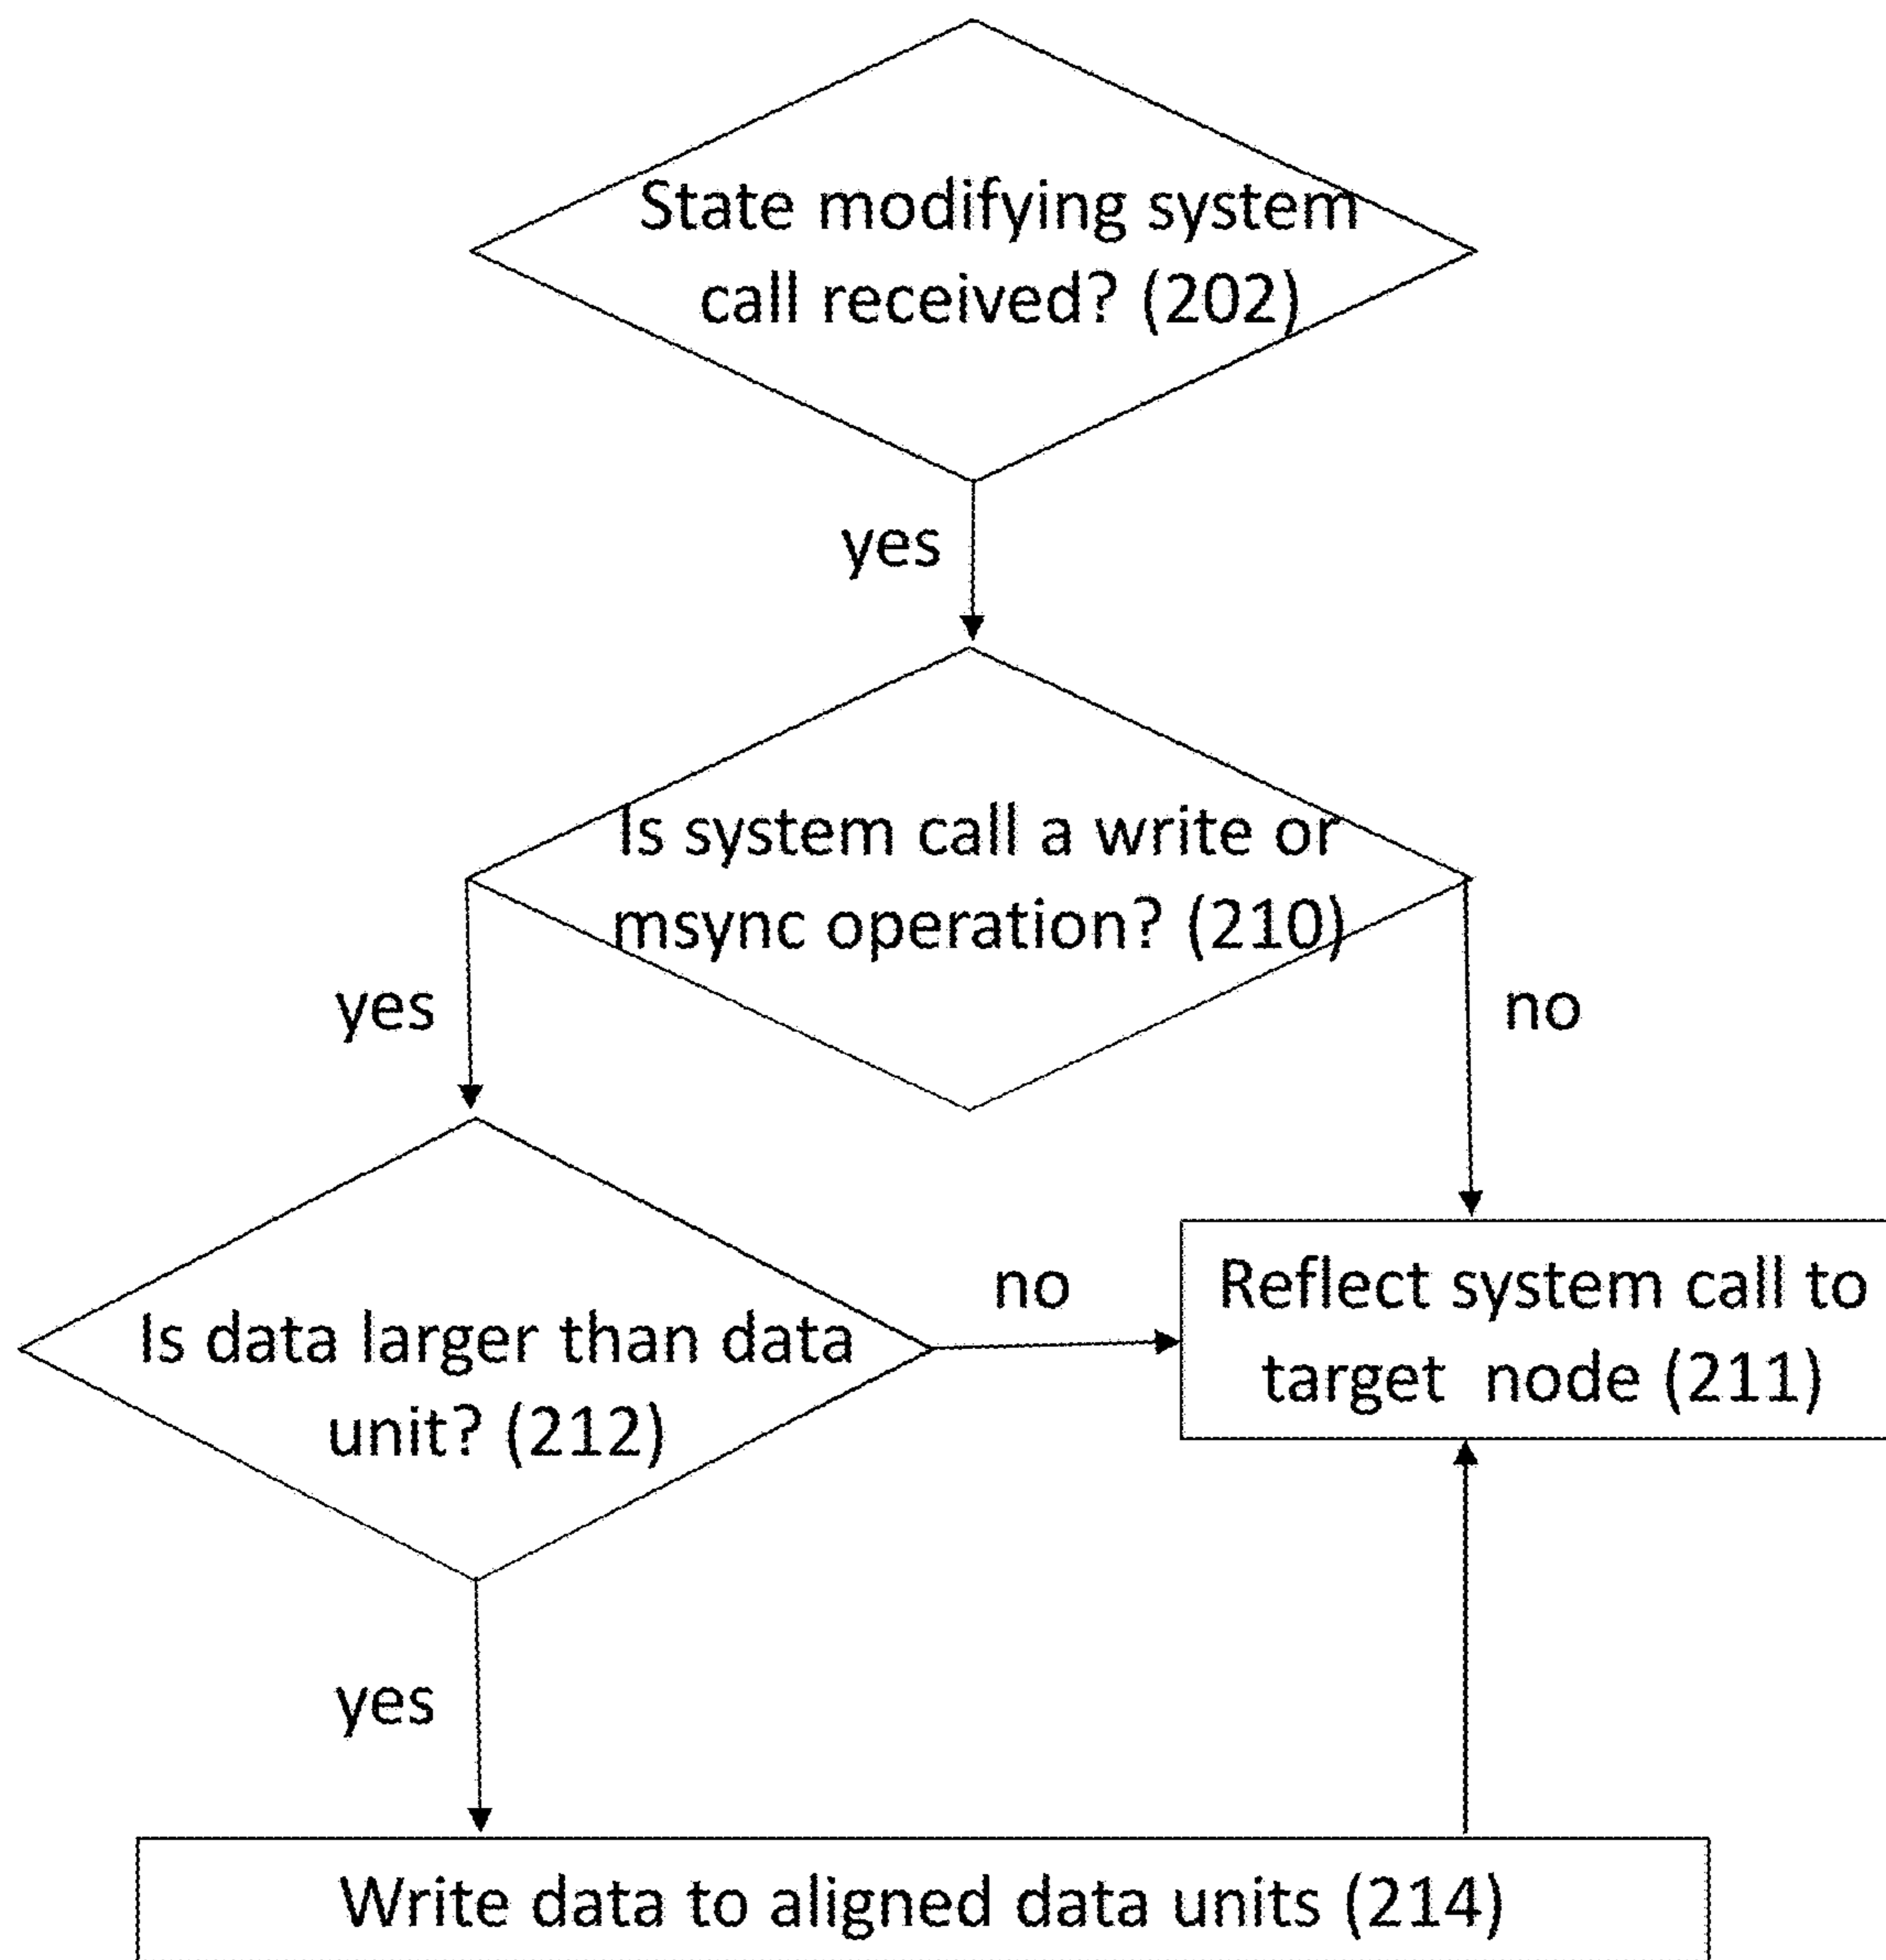 State modifying system
call received? (202)
yes
Is system call a write or
msync operation? (210)
yes
no
Is data larger than data
unit? (212)
no
Reflect system call to
target node (211)
yes
Write data to aligned data units (214)